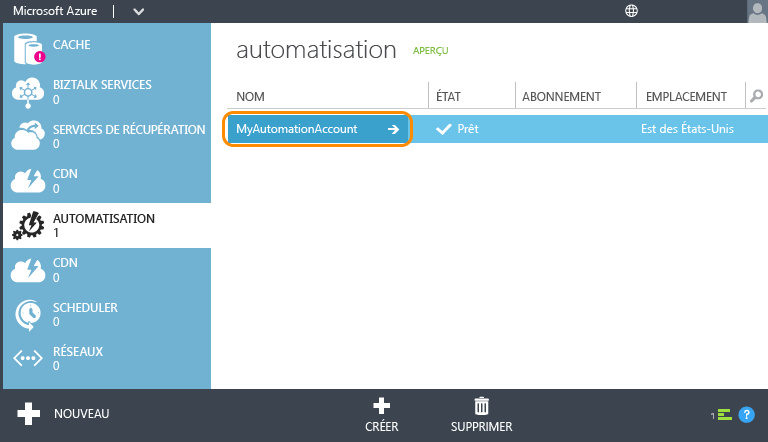 Microsoft Azure
CACHE
!
BIZTALK SERVICES
0
SERVICES DE RÉCUPÉRATION
0
CDN
0
AUTOMATISATION
1
CDN
0
SCHEDULER
0
RÉSEAUX
0
automatisation APERÇU
NOM ÉTAT ABONNEMENT EMPLACEMENT
MyAutomationAccount Prêt Est des États-Unis
NOUVEAU
CRÉER
SUPPRIMER
1
?